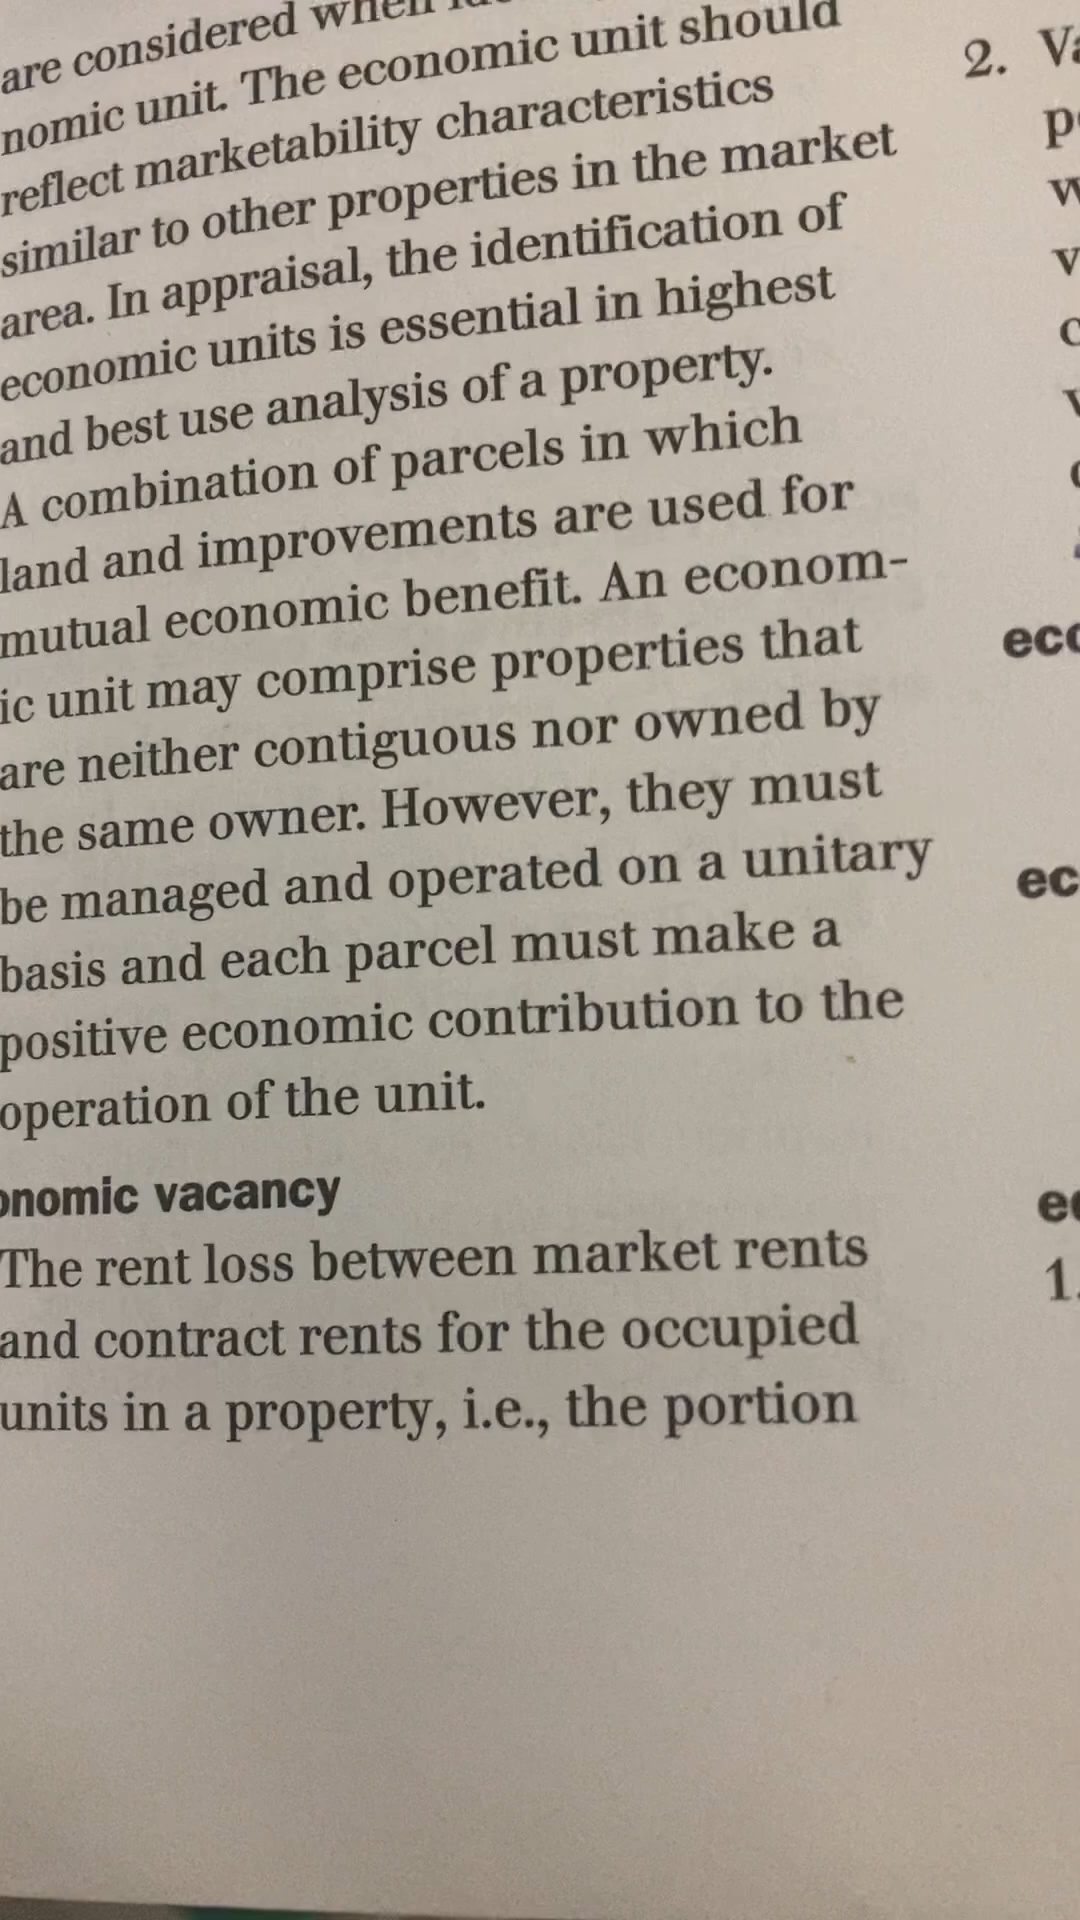 are considered when
nomic unit. The economic unit should
reflect marketability characteristics
similar to other properties in the market
area. In appraisal, the identification of
economic units is essential in highest
and best use analysis of a property.
A combination of parcels in which
land and improvements are used for
mutual economic benefit. An econom-
ic unit may comprise properties that
are neither contiguous nor owned by
the same owner. However, they must
be managed and operated on a unitary
basis and each parcel must make a
positive economic contribution to the
operation of the unit.
onomic vacancy
The rent loss between market rents
and contract rents for the occupied
units in a property, i.e., the portion
2.
1.